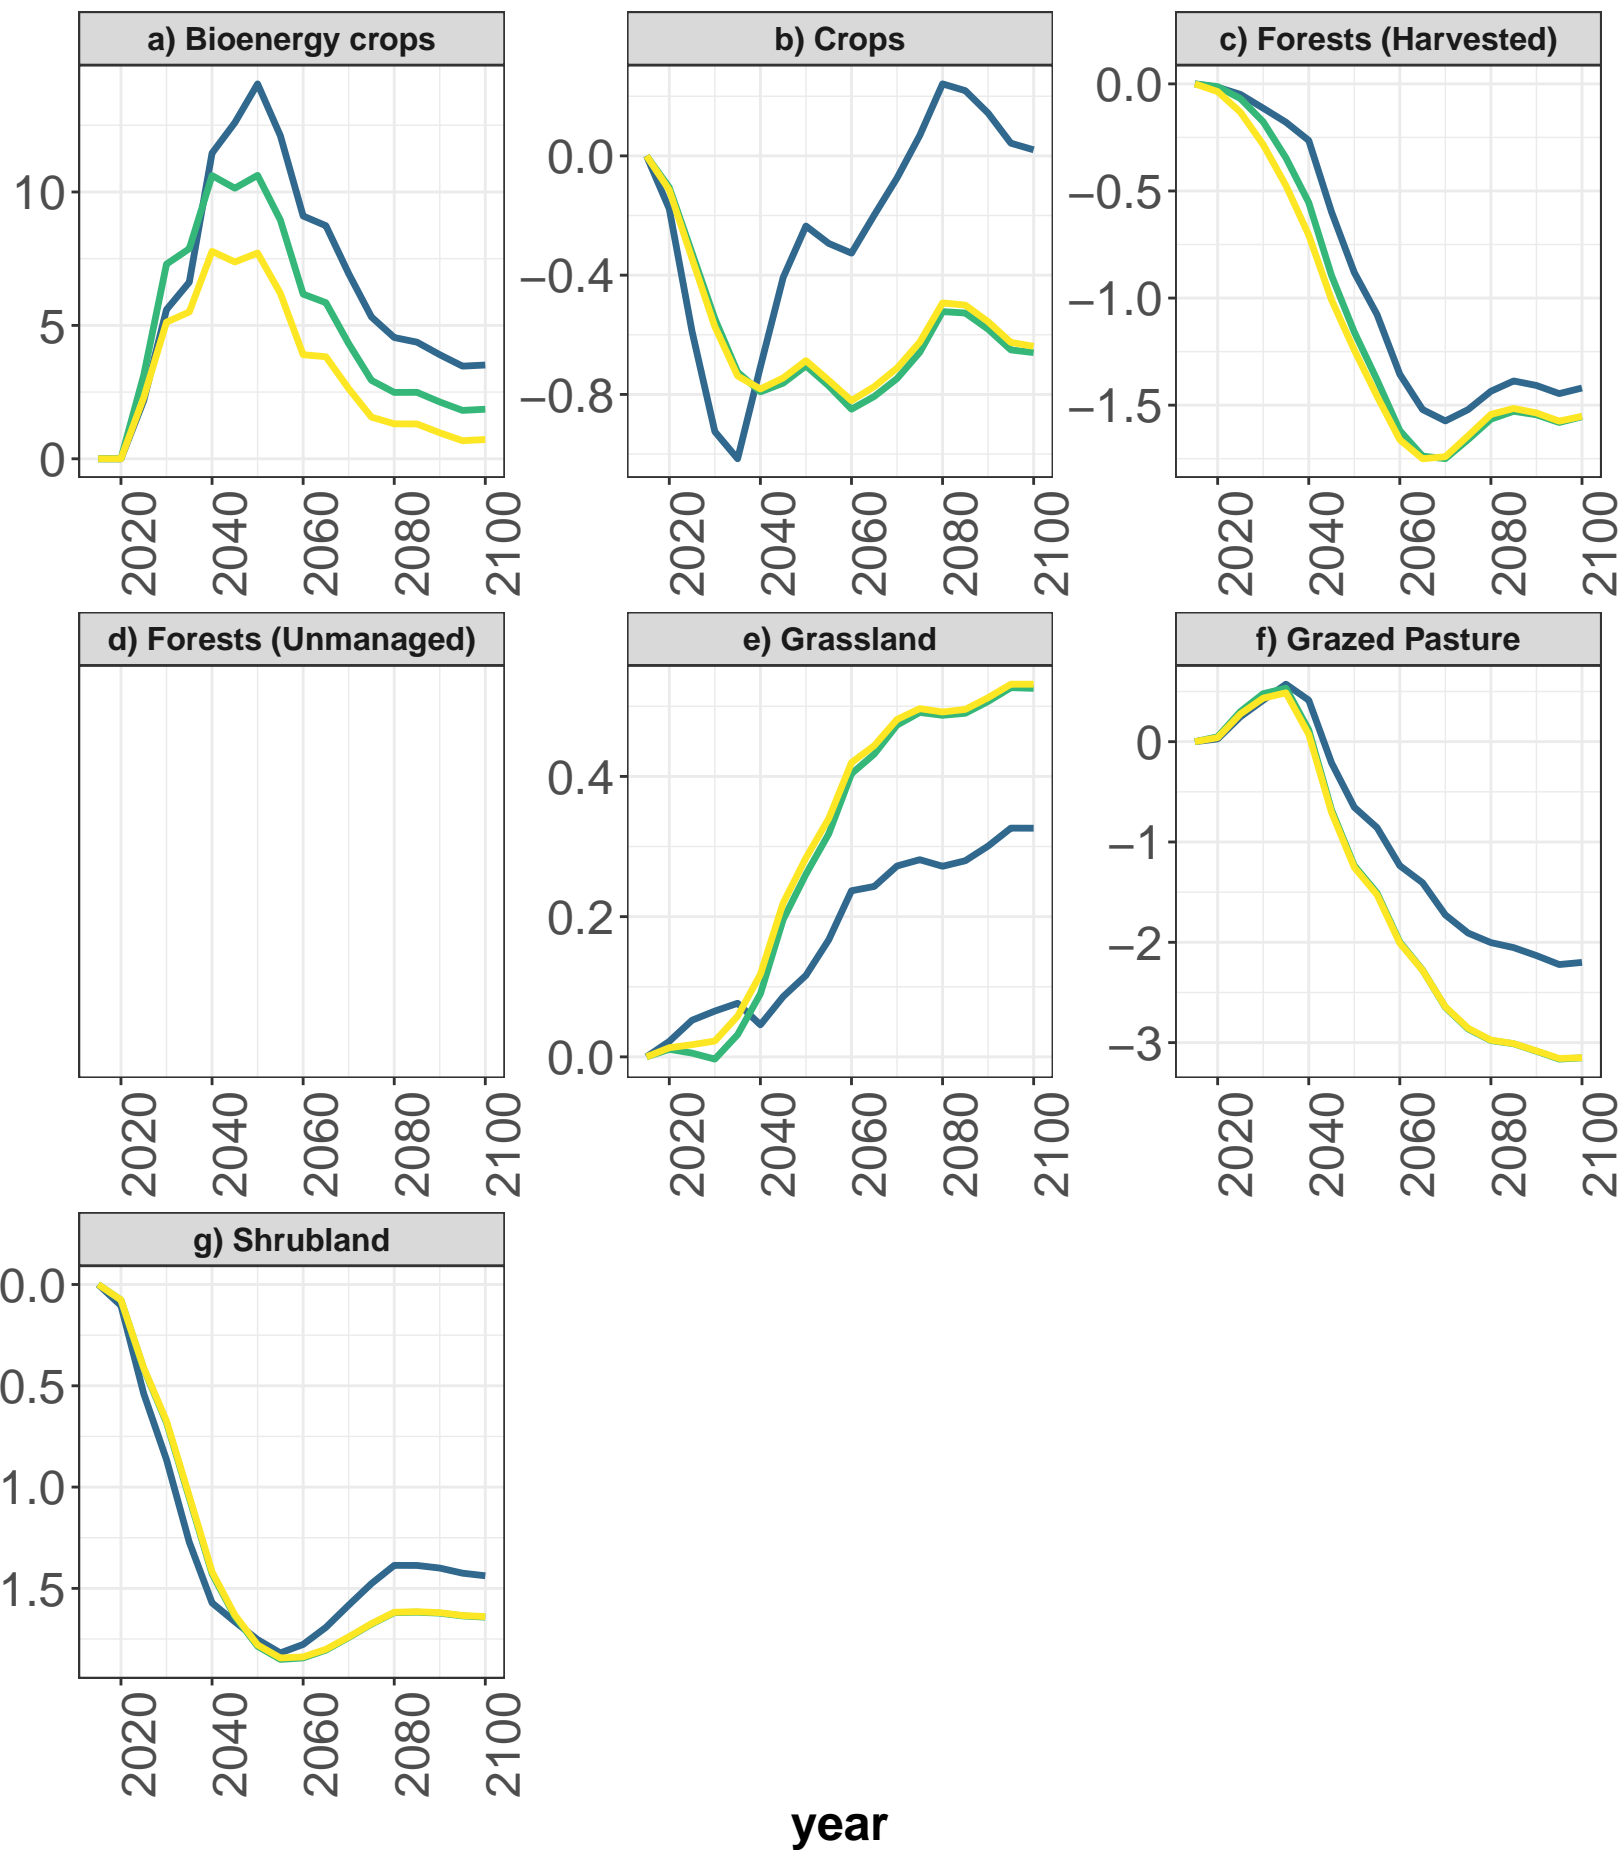 a) Bioenergy crops
b) Crops
c) Forests (Harvested)
10
5
0
0.0
−0.4
−0.8
0.0
−0.5
−1.0
−1.5
2020 2040 2060 2080 2100
2020 2040 2060 2080 2100
2020 2040 2060 2080 2100
d) Forests (Unmanaged)
e) Grassland
f) Grazed Pasture
0.4
0.2
0.0
0
−1
−2
−3
2020 2040 2060 2080 2100
2020 2040 2060 2080 2100
2020 2040 2060 2080 2100
g) Shrubland
0.0
0.5
1.0
1.5
2020 2040 2060 2080 2100
year